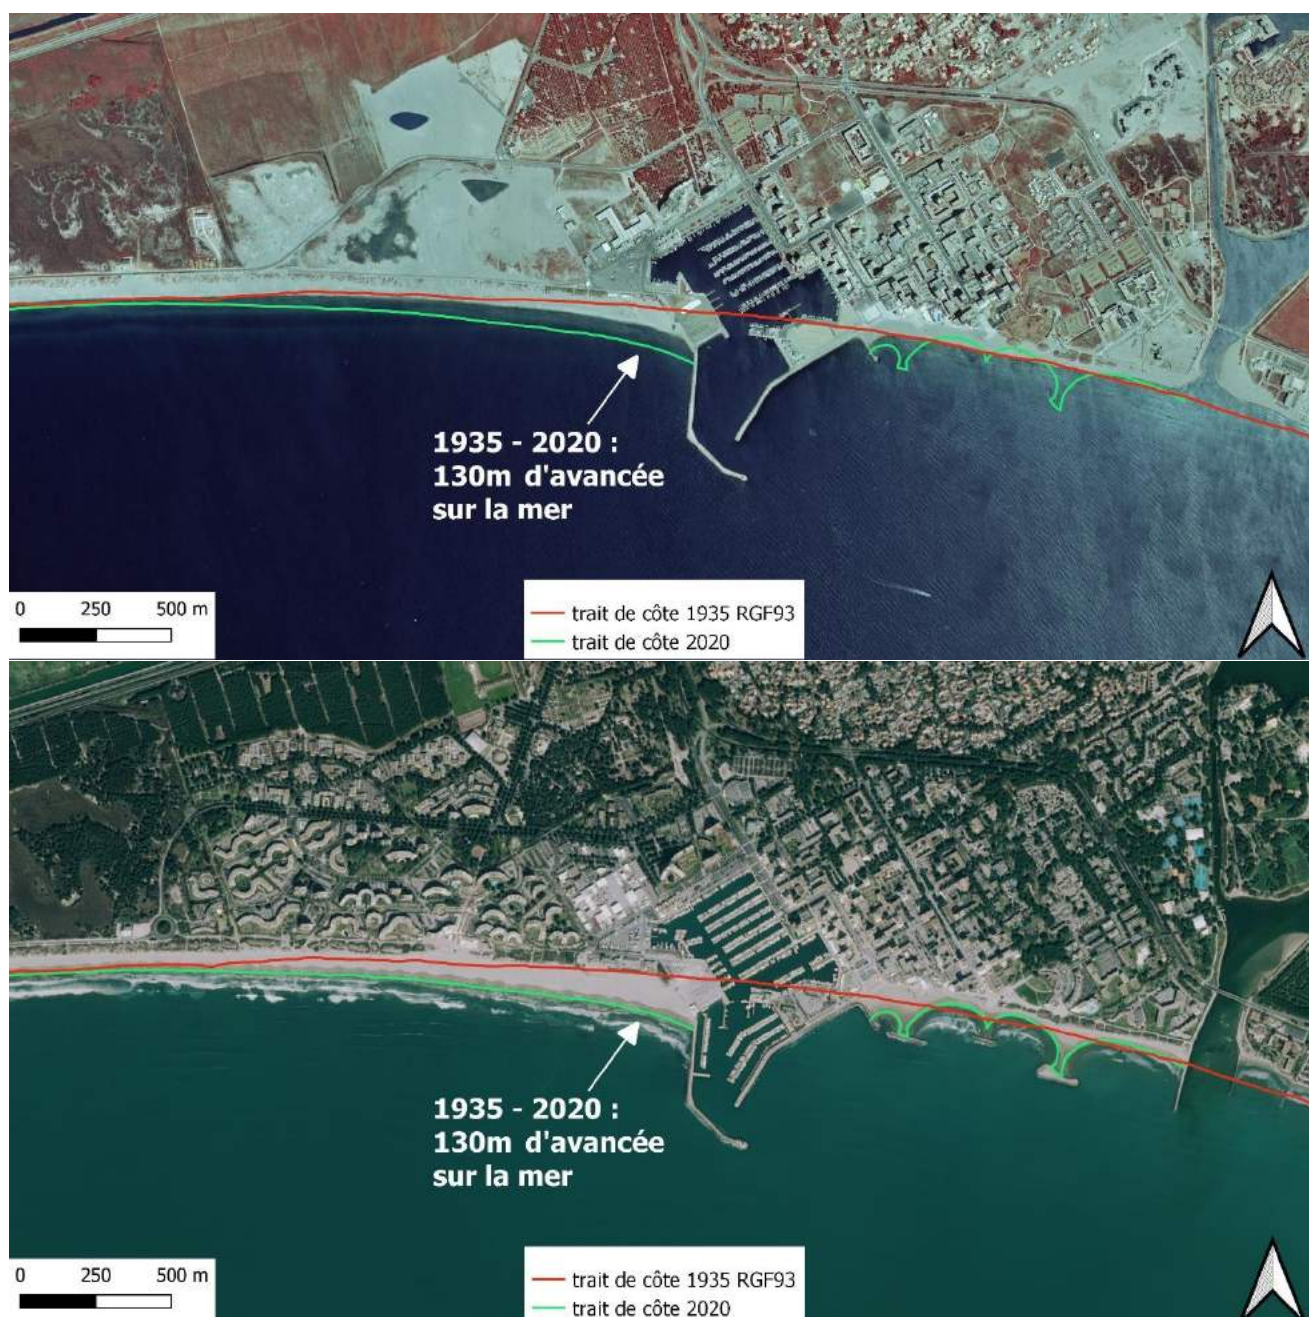 1935 - 2020 :
130m d'avancée
sur la mer
0 250 500 m
trait de côte 1935 RGF93
trait de côte 2020
1935 - 2020 :
130m d'avancée
sur la mer
0 250 500 m
trait de côte 1935 RGF93
trait de côte 2020